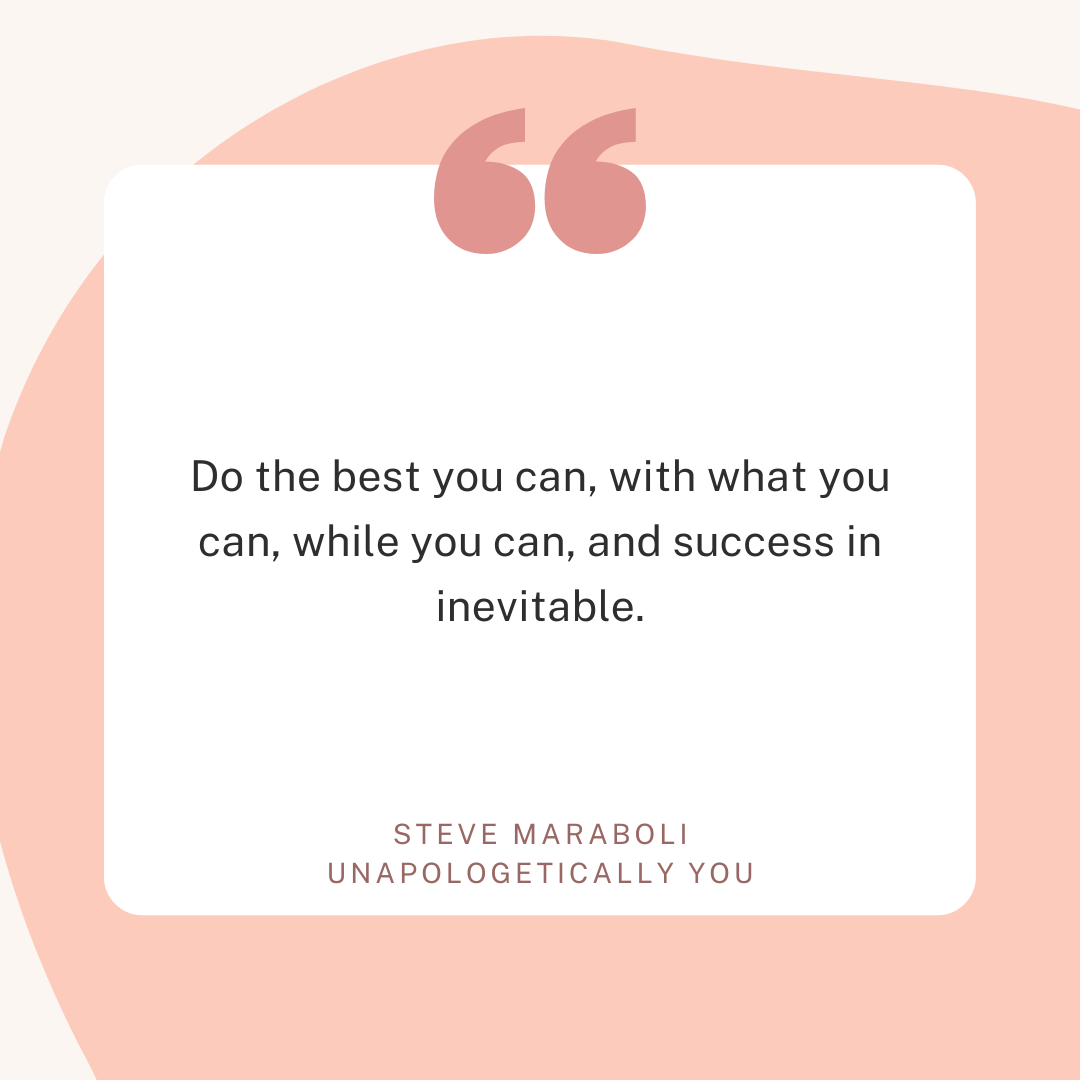 Do the best you can, with what you
can, while you can, and success in
inevitable.
STEVE MARABOLI
UNAPOLOGETICALLY YOU